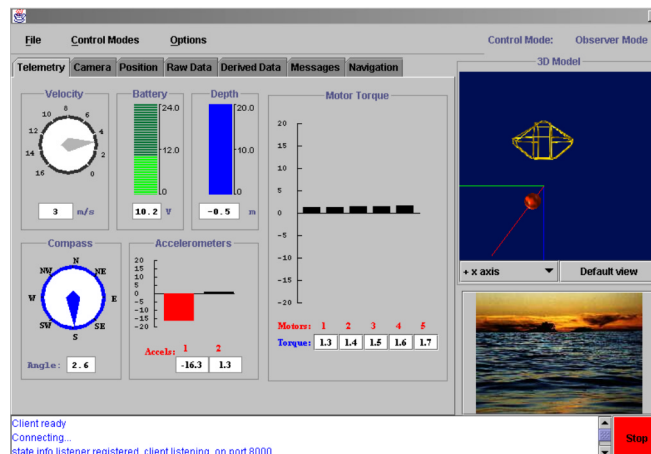 File Control Modes Options Control Mode: Observer Mode
Telemetry Camera Position Raw Data Derived Data Messages Navigation
3D Model
Velocity
0 2 4 6 8 10 12 14 16
3 m/s
Battery
24.0
12.0
.0
10.2 V
Depth
20.0
10.0
.0
-0.5 m
Motor Torque
20
15
10
5
0
-5
-10
-15
-20
Motors: 1 2 3 4 5
Torque: 1.3 1.4 1.5 1.6 1.7
Compass
N
NW NE
W E
SW SE
S
Angle: 2.6
Accelerometers
20
15
10
5
0
-5
-10
-15
-20
Accels: 1 2
-16.3 1.3
+ x axis Default view
Client ready
Connecting...
state info listener registered, client listening, on port 8000
Stop